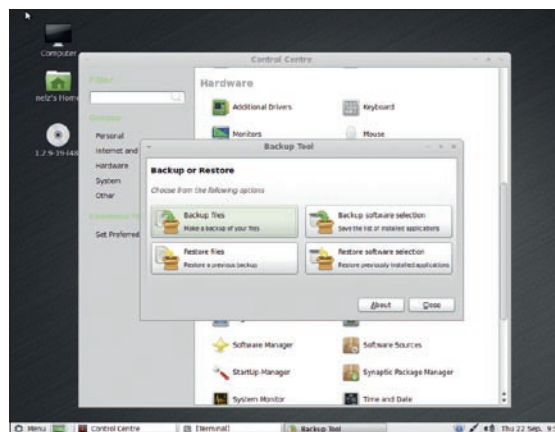 Computer
nelz's Home
1.2.9-19448
Control Centre
Filter
Groups
Personal
Internet and
Hardware
System
Other
Set Preferred
Hardware
Additional Drivers
Keyboard
Monitors
Mouse
Backup Tool
Backup or Restore
Choose from the following options
Backup files
Make a backup of your files
Backup software selection
Save the list of installed applications
Restore files
Restore a previous backup
Restore software selection
Restore previously installed applications
About
Close
Software Manager
Software Sources
StartUp-Manager
Synaptic Package Manager
System Monitor
Time and Date
Menu
Control Centre
[Terminal]
Backup Tool
Thu 22 Sep, 9